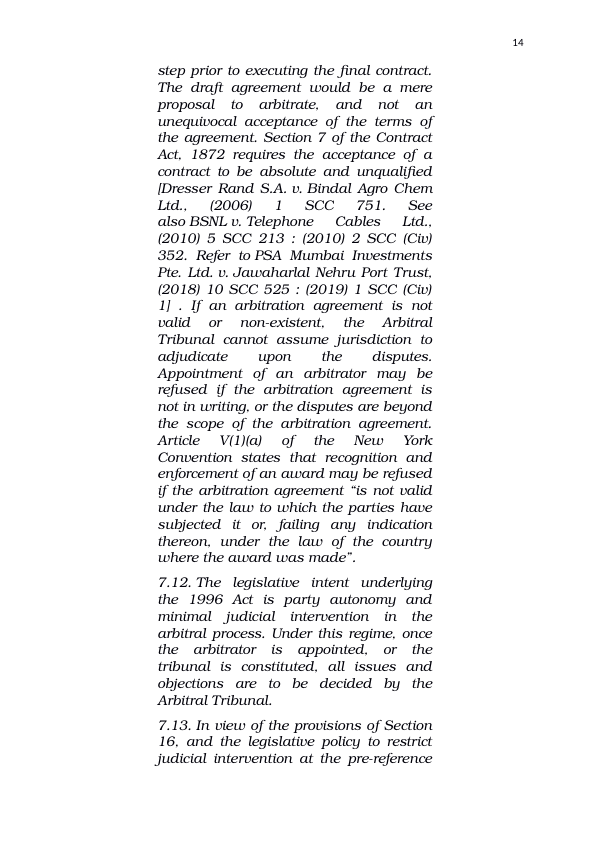 14
step prior to executing the final contract.
The draft agreement would be a mere
proposal to arbitrate, and not an
unequivocal acceptance of the terms of
the agreement. Section 7 of the Contract
Act, 1872 requires the acceptance of a
contract to be absolute and unqualified
[Dresser Rand S.A. v. Bindal Agro Chem
Ltd., (2006) 1 SCC 751. See
also BSNL v. Telephone Cables Ltd.,
(2010) 5 SCC 213 : (2010) 2 SCC (Civ)
352. Refer to PSA Mumbai Investments
Pte. Ltd. v. Jawaharlal Nehru Port Trust,
(2018) 10 SCC 525 : (2019) 1 SCC (Civ)
1] . If an arbitration agreement is not
valid or non-existent, the Arbitral
Tribunal cannot assume jurisdiction to
adjudicate upon the disputes.
Appointment of an arbitrator may be
refused if the arbitration agreement is
not in writing, or the disputes are beyond
the scope of the arbitration agreement.
Article V(1)(a) of the New York
Convention states that recognition and
enforcement of an award may be refused
if the arbitration agreement “is not valid
under the law to which the parties have
subjected it or, failing any indication
thereon, under the law of the country
where the award was made”.
7.12. The legislative intent underlying
the 1996 Act is party autonomy and
minimal judicial intervention in the
arbitral process. Under this regime, once
the arbitrator is appointed, or the
tribunal is constituted, all issues and
objections are to be decided by the
Arbitral Tribunal.
7.13. In view of the provisions of Section
16, and the legislative policy to restrict
judicial intervention at the pre-reference